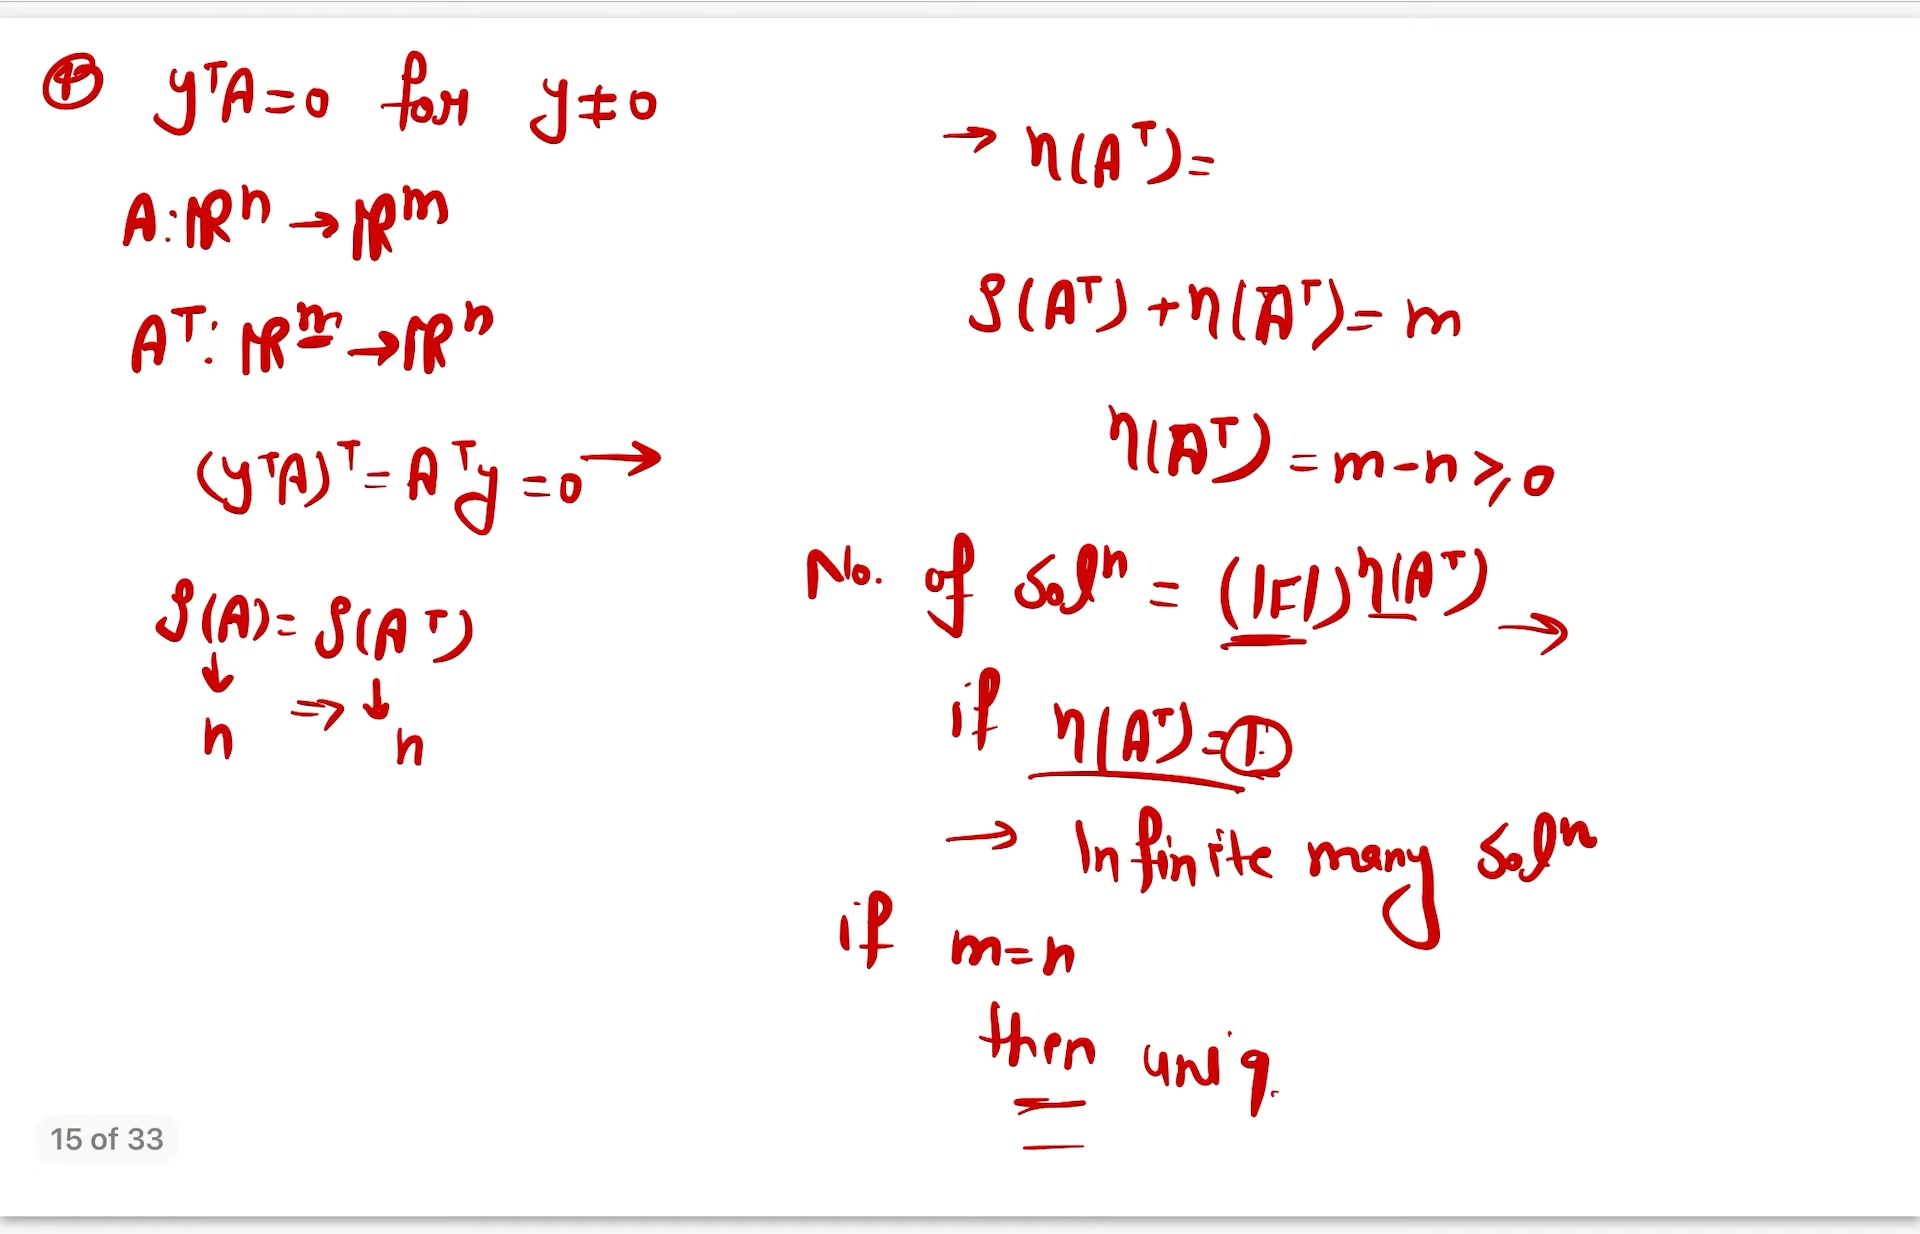 ④ yᵀA=0 for y≠0
A:ℝⁿ→ℝᵐ
Aᵀ:ℝᵐ→ℝⁿ
(yᵀA)ᵀ=Aᵀy=0→
ρ(A)=ρ(Aᵀ)
↓ ↓
n ⇒ n
→ η(Aᵀ)=
ρ(Aᵀ)+η(Aᵀ)=m
η(Aᵀ)=m-n≥0
No. of solⁿ = (|F|)^η(Aᵀ) →
if η(Aᵀ)=①
→ Infinite many solⁿ
if m=n
then uniq.
15 of 33